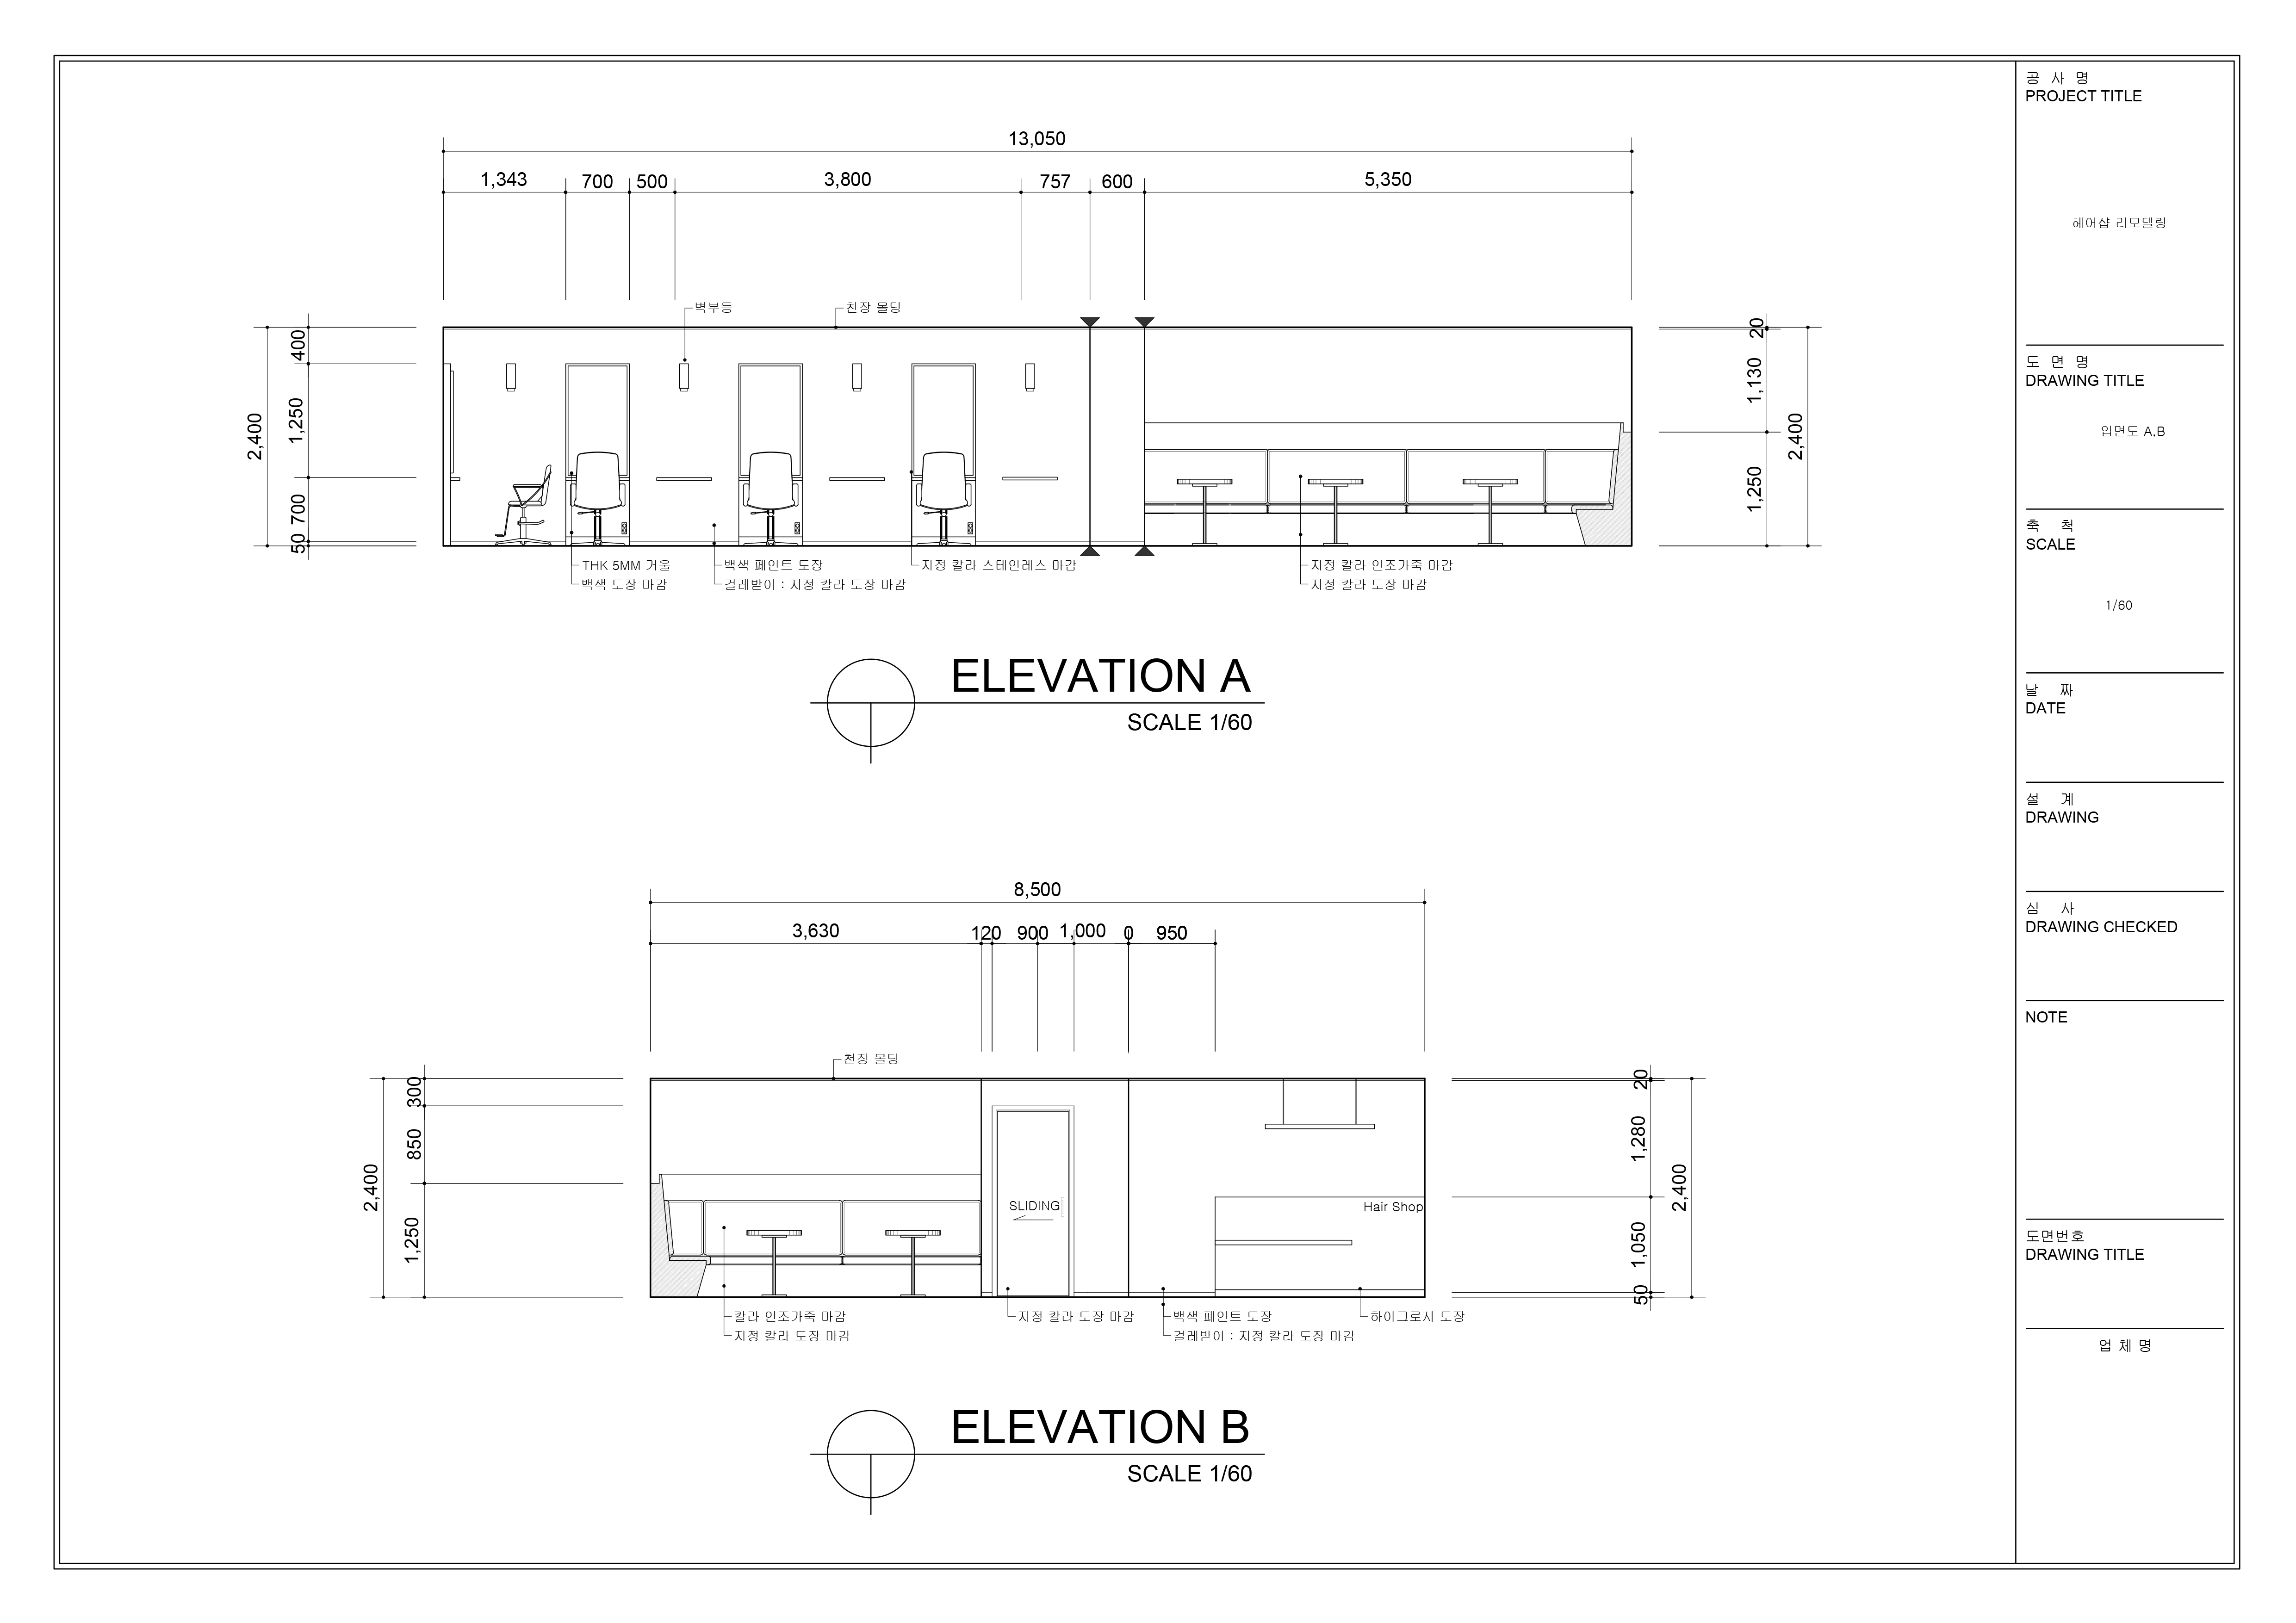 13,050
1,343 700 500 3,800 757 600 5,350
벽부등
천장 몰딩
2,400
400
1,250
700
50
20
1,130
1,250
2,400
THK 5MM 거울
백색 도장 마감
백색 페인트 도장
걸레받이 : 지정 칼라 도장 마감
지정 칼라 스테인레스 마감
지정 칼라 인조가죽 마감
지정 칼라 도장 마감
ELEVATION A
SCALE 1/60
8,500
3,630 120 900 1,000 0 950
천장 몰딩
2,400
300
850
1,250
SLIDING
Hair Shop
20
1,280
1,050
50
2,400
칼라 인조가죽 마감
지정 칼라 도장 마감
지정 칼라 도장 마감
백색 페인트 도장
걸레받이 : 지정 칼라 도장 마감
하이그로시 도장
ELEVATION B
SCALE 1/60
공 사 명
PROJECT TITLE
헤어샵 리모델링
도 면 명
DRAWING TITLE
입면도 A,B
축 척
SCALE
1/60
날 짜
DATE
설 계
DRAWING
심 사
DRAWING CHECKED
NOTE
도면번호
DRAWING TITLE
업 체 명